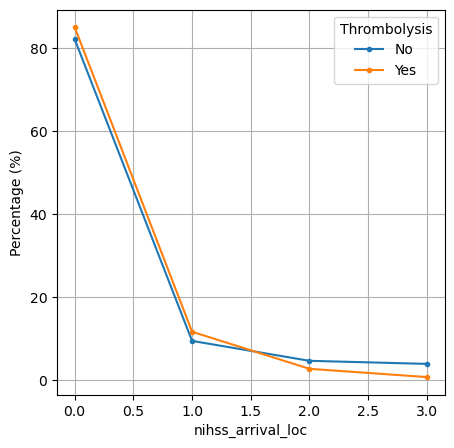 Thrombolysis
No
Yes
Percentage (%)
80
60
40
20
0
0.0 0.5 1.0 1.5 2.0 2.5 3.0
nihss_arrival_loc